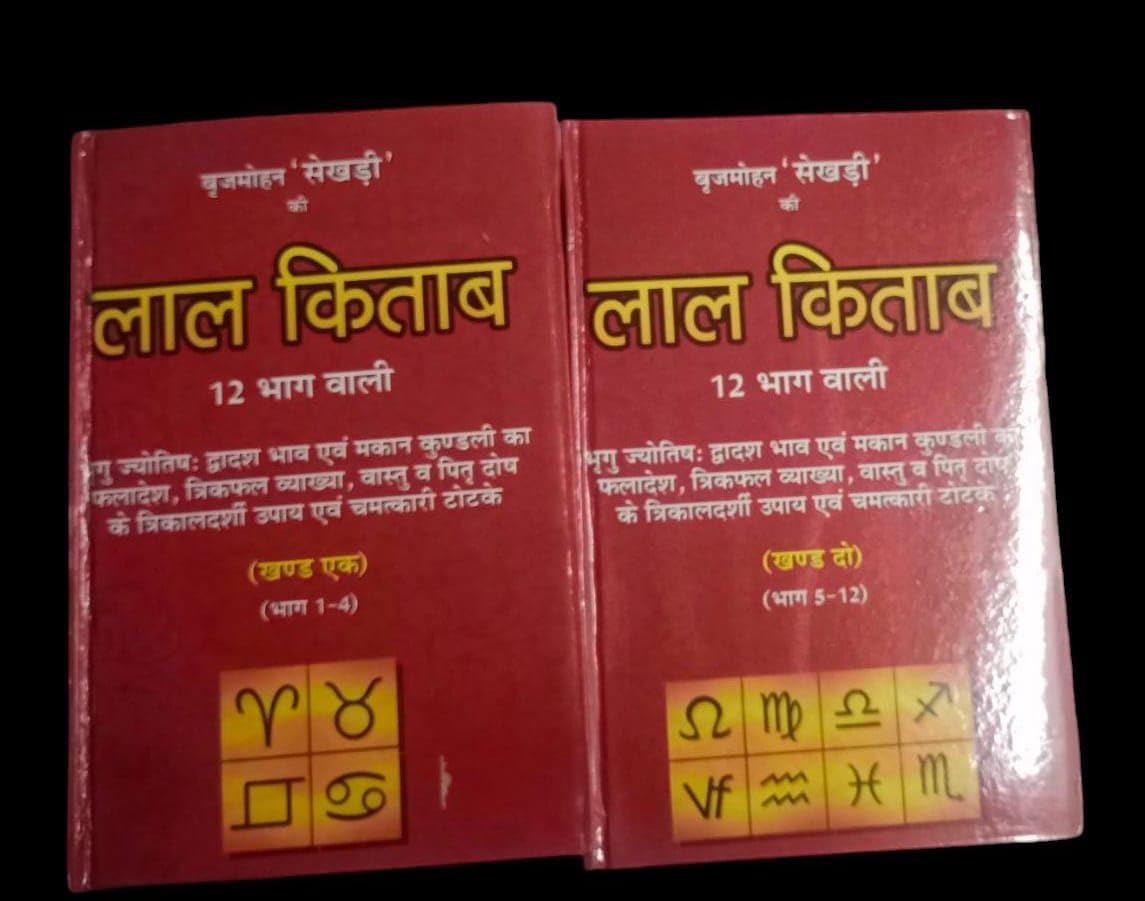 बृजमोहन 'सेखड़ी'
की
लाल किताब
12 भाग वाली
भृगु ज्योतिष: द्वादश भाव एवं मकान कुण्डली का
फलादेश, त्रिकफल व्याख्या, वास्तु व पितृ दोष
के त्रिकालदर्शी उपाय एवं चमत्कारी टोटके
(खण्ड एक)
(भाग 1-4)
बृजमोहन 'सेखड़ी'
की
लाल किताब
12 भाग वाली
भृगु ज्योतिष: द्वादश भाव एवं मकान कुण्डली का
फलादेश, त्रिकफल व्याख्या, वास्तु व पितृ दोष
के त्रिकालदर्शी उपाय एवं चमत्कारी टोटके
(खण्ड दो)
(भाग 5-12)